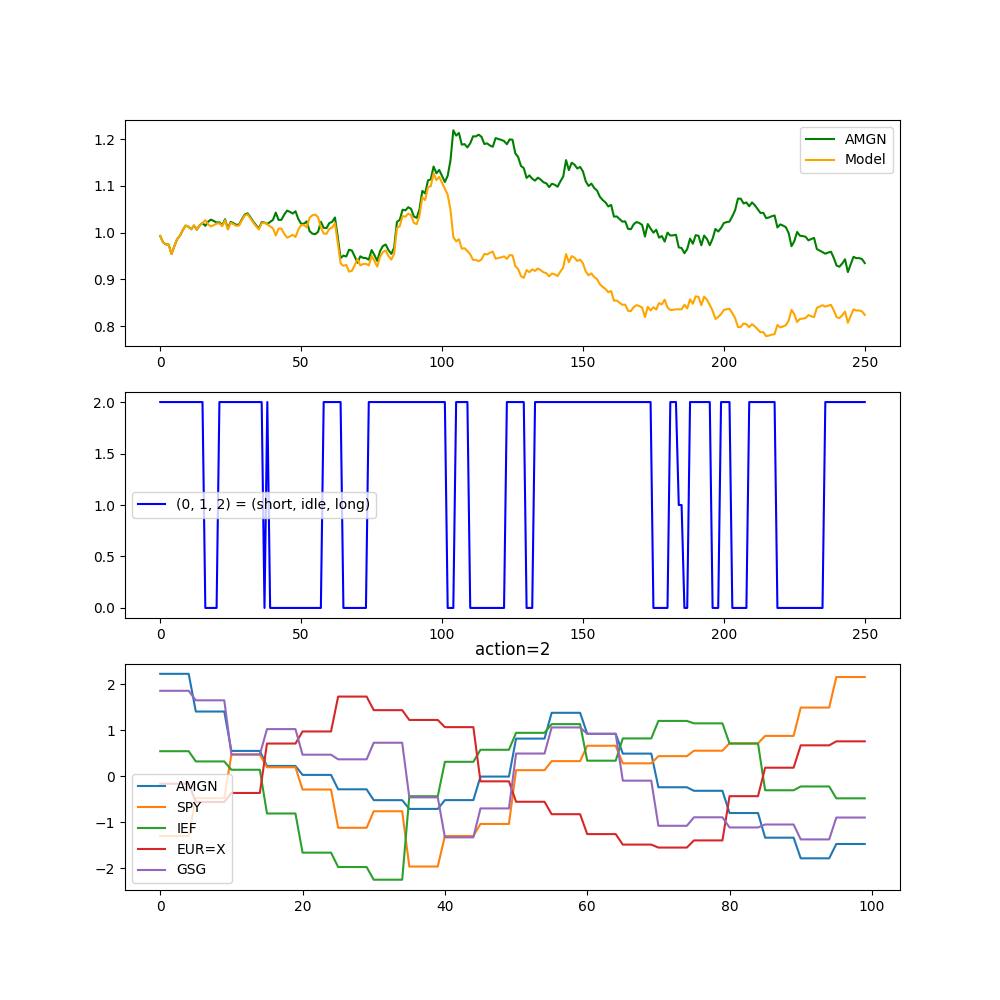 1.2
1.1
1.0
0.9
0.8
AMGN
Model
0 50 100 150 200 250
2.0
1.5
1.0
0.5
0.0
(0, 1, 2) = (short, idle, long)
0 50 100 150 200 250
action=2
2
1
0
−1
−2
AMGN
SPY
IEF
EUR=X
GSG
0 20 40 60 80 100